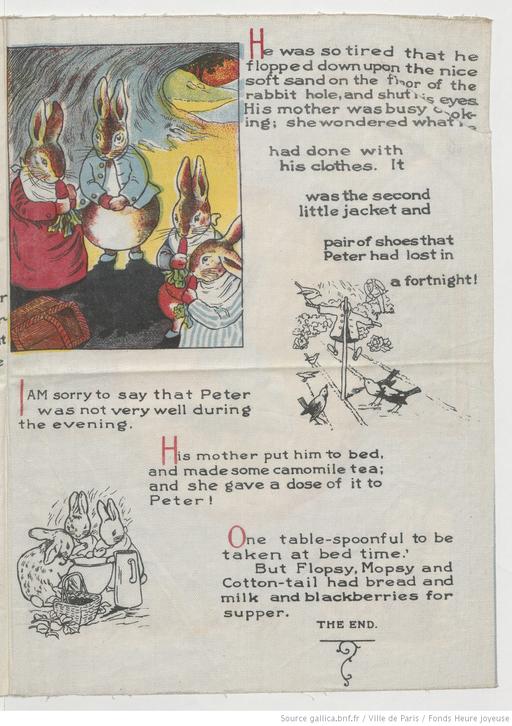 He was so tired that he
flopped down upon the nice
soft sand on the floor of the
rabbit hole, and shut his eyes.
His mother was busy cook-
ing; she wondered what
had done with
his clothes. It
was the second
little jacket and
pair of shoes that
Peter had lost in
a fortnight!
I AM sorry to say that Peter
was not very well during
the evening.
His mother put him to bed,
and made some camomile tea;
and she gave a dose of it to
Peter!
One table-spoonful to be
taken at bed time.'
But Flopsy, Mopsy and
Cotton-tail had bread and
milk and blackberries for
supper.
THE END.
Source gallica.bnf.fr / Ville de Paris / Fonds Heure joyeuse